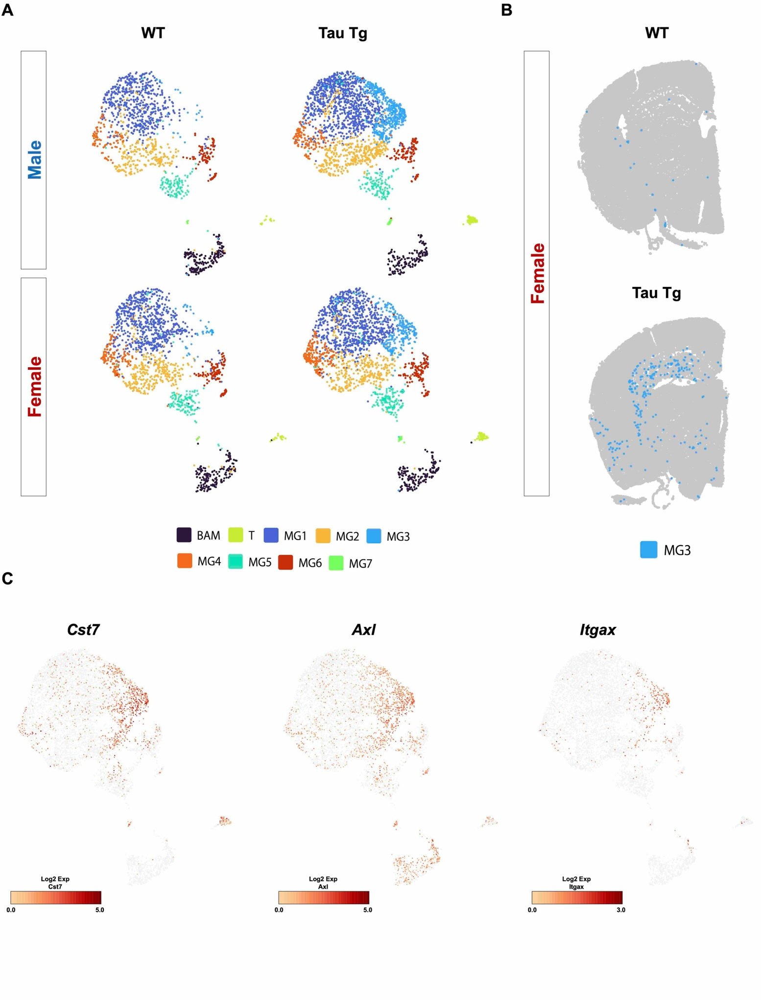 A
B
WT
Tau Tg
WT
Male
Female
Female
Tau Tg
BAM
T
MG1
MG2
MG3
MG4
MG5
MG6
MG7
MG3
C
Cst7
Axl
Itgax
Log2 Exp
Cst7
0.0
5.0
Log2 Exp
Axl
0.0
5.0
Log2 Exp
Itgax
0.0
3.0